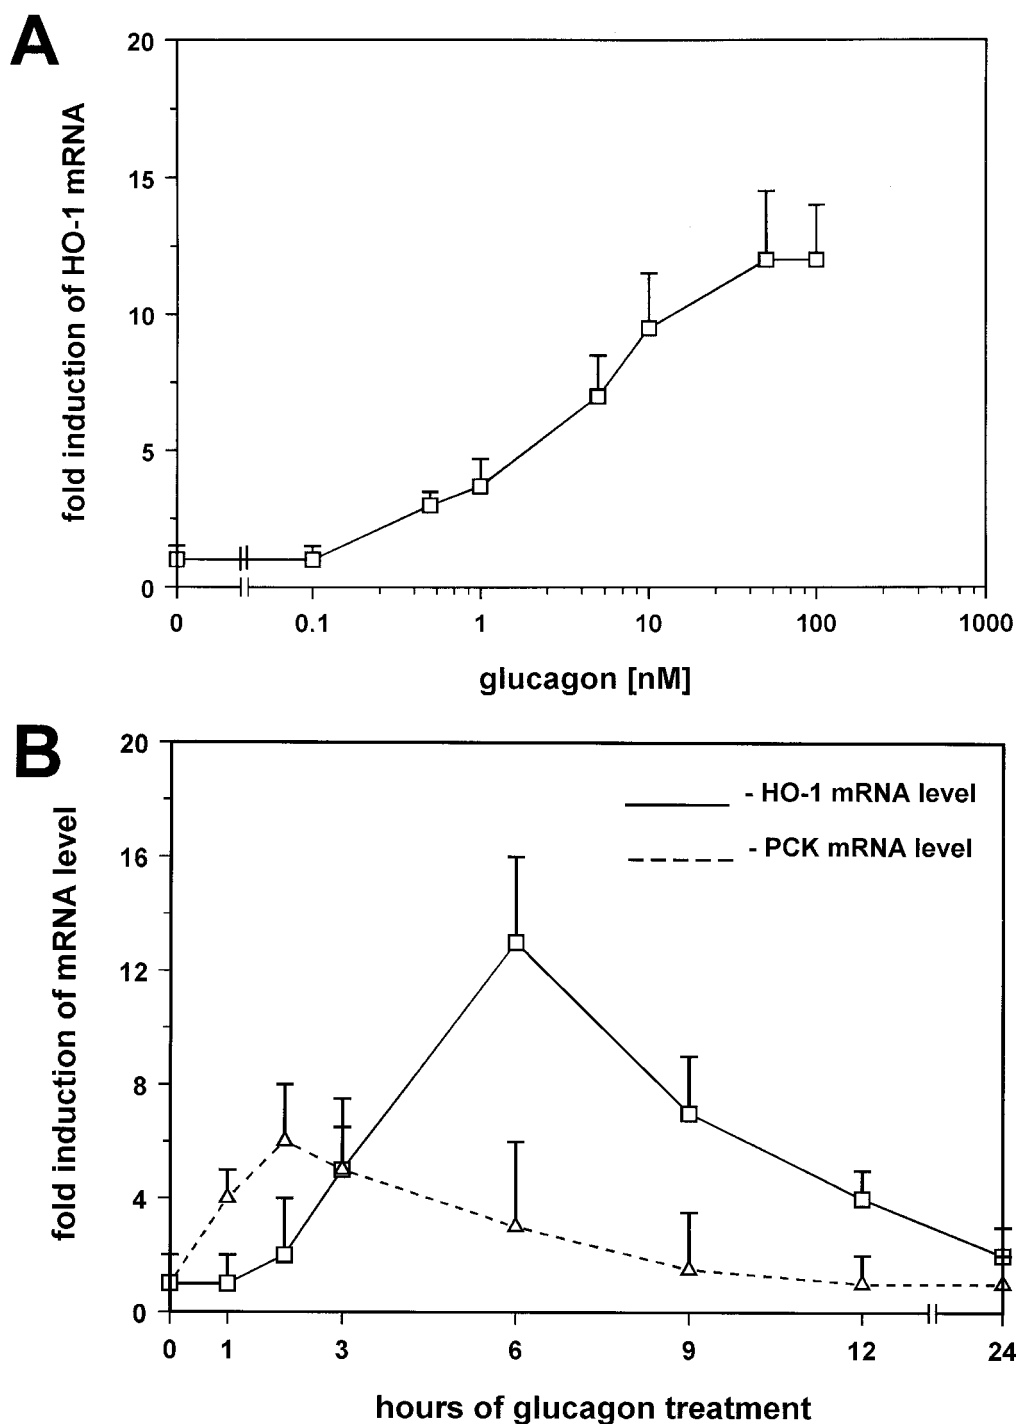 A
fold induction of HO-1 mRNA
20
15
10
5
0
0 0.1 1 10 100 1000
glucagon [nM]
B
fold induction of mRNA level
20
16
12
8
4
0
- HO-1 mRNA level
- PCK mRNA level
0 1 3 6 9 12 24
hours of glucagon treatment